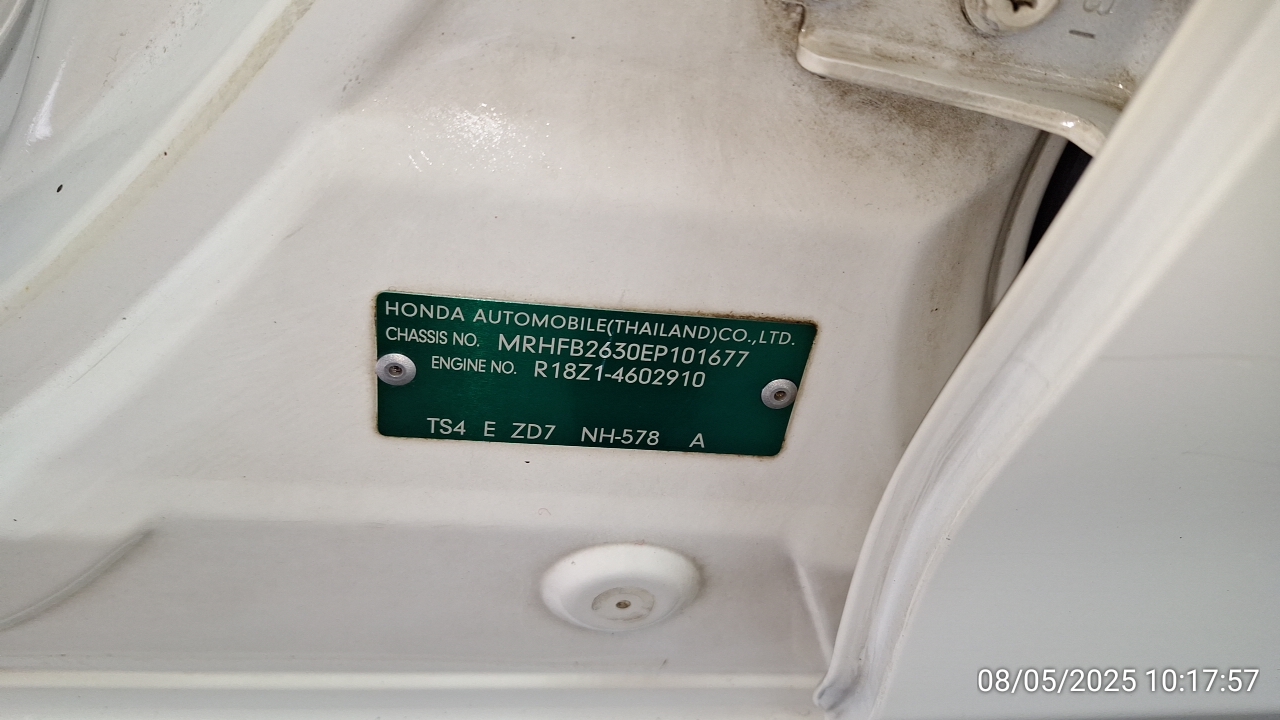 HONDA AUTOMOBILE(THAILAND)CO.,LTD.
CHASSIS NO. MRHFB2630EP101677
ENGINE NO. R18Z1-4602910
TS4 E ZD7 NH-578 A
08/05/2025 10:17:57